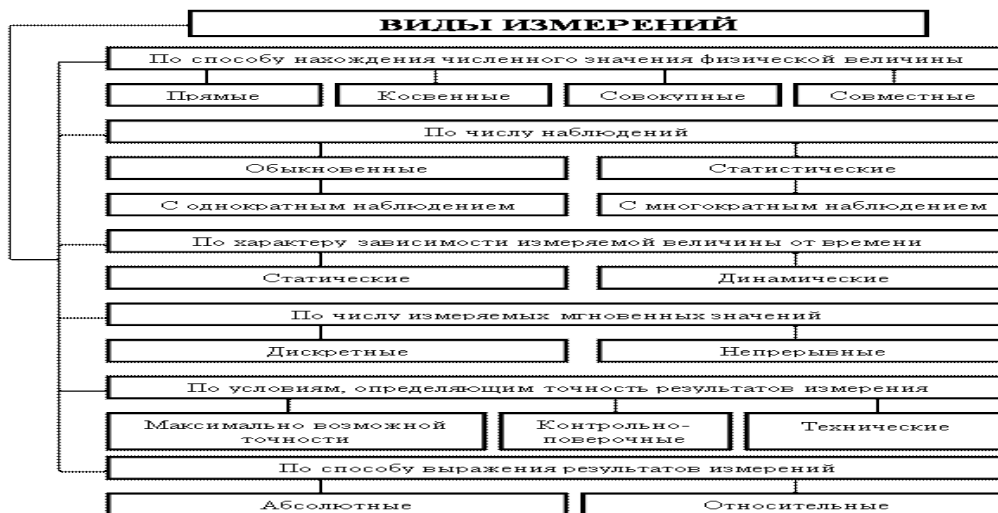 ВИДЫ ИЗМЕРЕНИЙ
По способу нахождения численного значения физической величины
Прямые
Косвенные
Совокупные
Совместные
По числу наблюдений
Обыкновенные
Статистические
С однократным наблюдением
С многократным наблюдением
По характеру зависимости измеряемой величины от времени
Статические
Динамические
По числу измеряемых мгновенных значений
Дискретные
Непрерывные
По условиям, определяющим точность результатов измерения
Максимально возможной
точности
Контрольно-
поверочные
Технические
По способу выражения результатов измерений
Абсолютные
Относительные